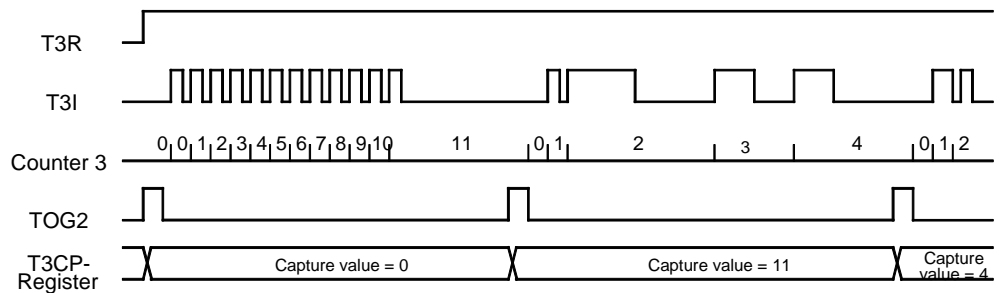 T3R
T3I
Counter 3
0 0 1 2 3 4 5 6 7 8 9 10 11 0 1 2 3 4 0 1 2
TOG2
T3CP-
Register
Capture value = 0
Capture value = 11
Capture
value = 4